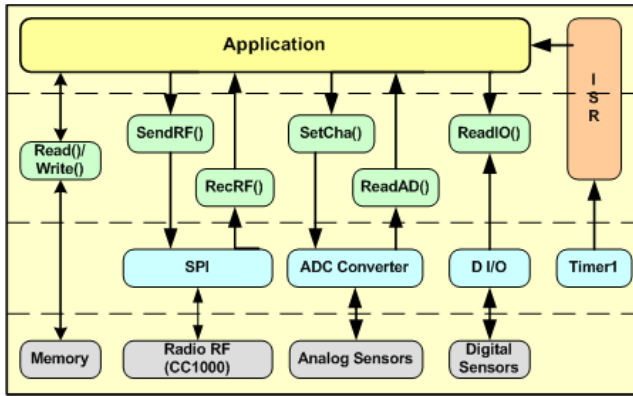 Application
I
S
R
SendRF()
SetCha()
ReadIO()
Read()/
Write()
RecRF()
ReadAD()
SPI
ADC Converter
D I/O
Timer1
Memory
Radio RF
(CC1000)
Analog Sensors
Digital
Sensors